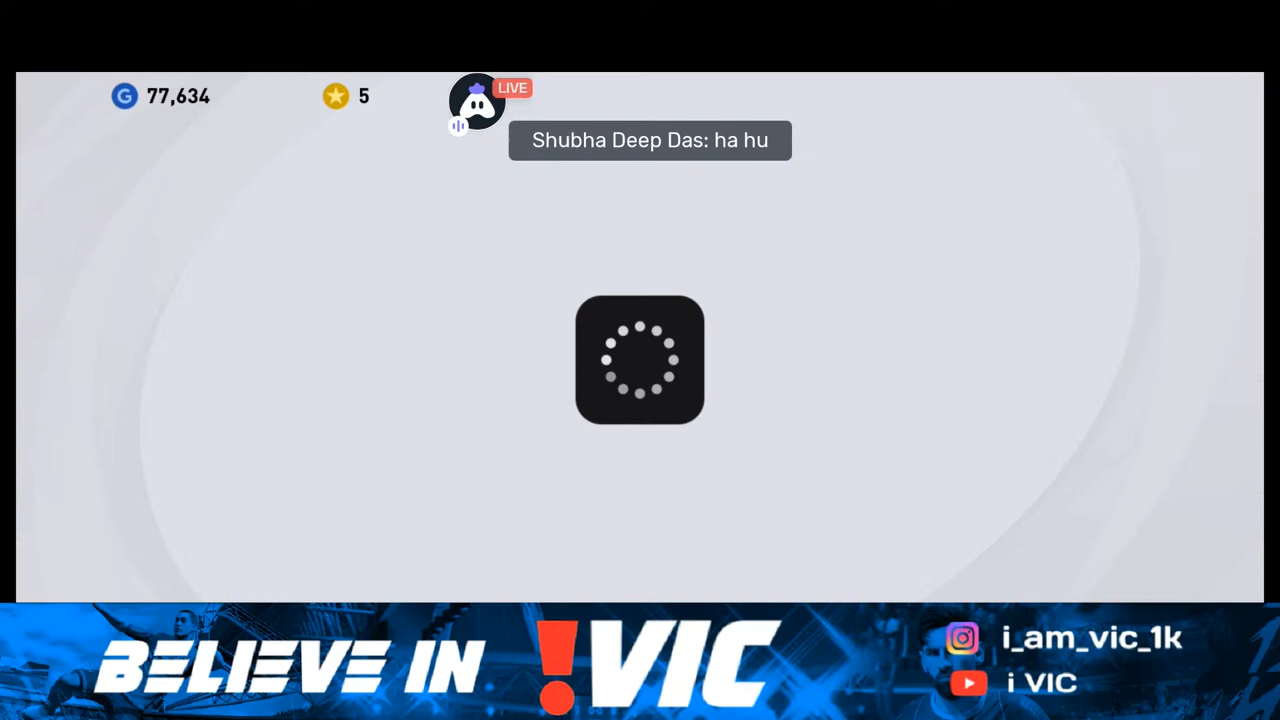 G 77,634
5
LIVE
Shubha Deep Das: ha hu
BELIEVE IN !VIC
i_am_vic_1k
i VIC